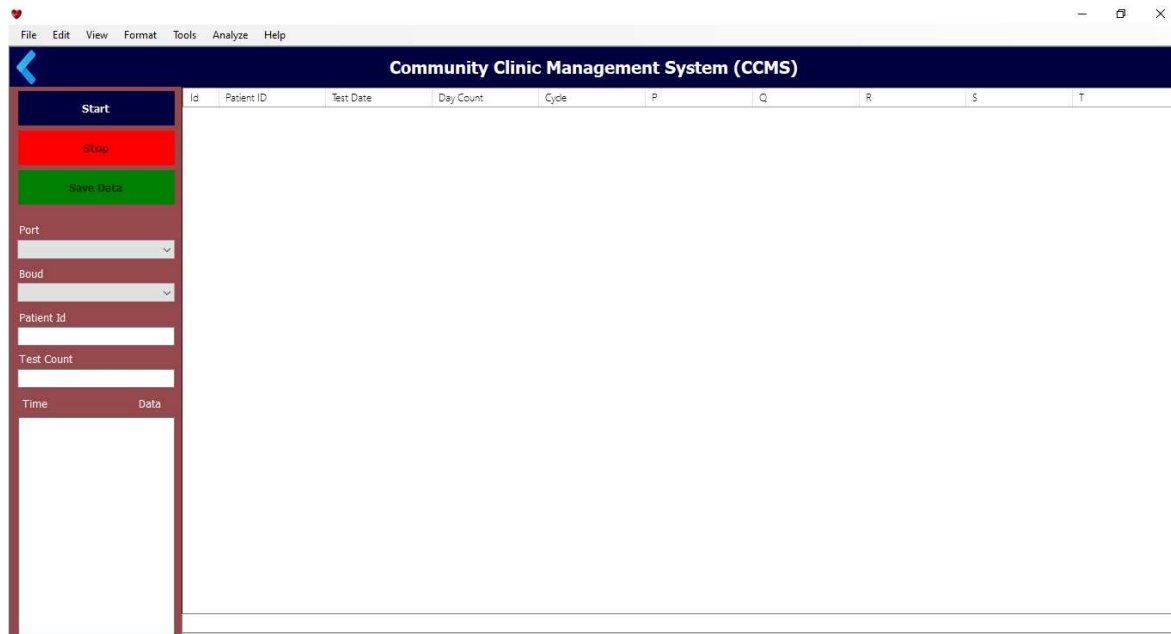 File Edit View Format Tools Analyze Help
Community Clinic Management System (CCMS)
Start
Stop
Save Data
Port
Boud
Patient Id
Test Count
Time Data
Id Patient ID Test Date Day Count Cycle P Q R S T